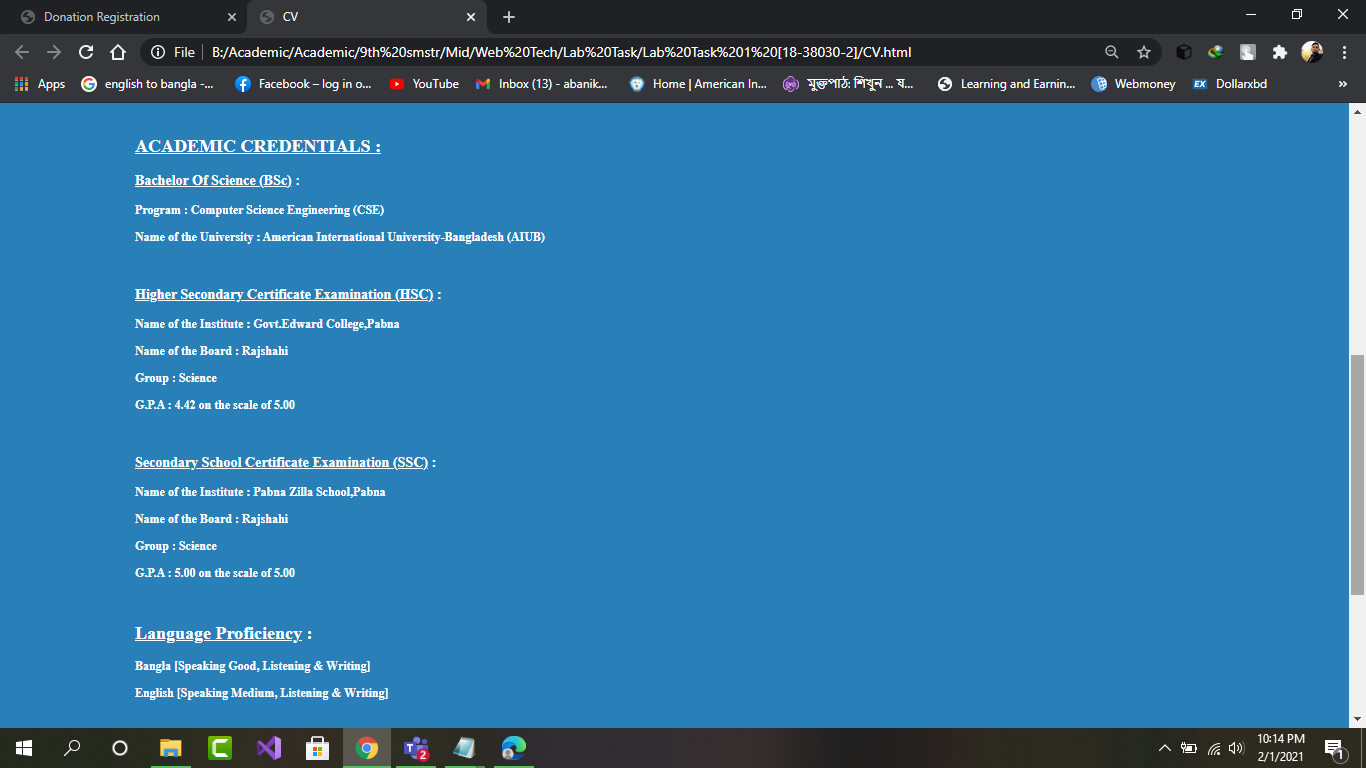 Donation Registration
CV
File
B:/Academic/Academic/9th%20smstr/Mid/Web%20Tech/Lab%20Task/Lab%20Task%201%20[18-38030-2]/CV.html
Apps
english to bangla -...
Facebook – log in o...
YouTube
Inbox (13) - abanik...
Home | American In...
মুক্তপাঠ: শিখুন ... য...
Learning and Earnin...
Webmoney
EX
Dollarxbd
»
ACADEMIC CREDENTIALS :
Bachelor Of Science (BSc) :
Program : Computer Science Engineering (CSE)
Name of the University : American International University-Bangladesh (AIUB)
Higher Secondary Certificate Examination (HSC) :
Name of the Institute : Govt.Edward College,Pabna
Name of the Board : Rajshahi
Group : Science
G.P.A : 4.42 on the scale of 5.00
Secondary School Certificate Examination (SSC) :
Name of the Institute : Pabna Zilla School,Pabna
Name of the Board : Rajshahi
Group : Science
G.P.A : 5.00 on the scale of 5.00
Language Proficiency :
Bangla [Speaking Good, Listening & Writing]
English [Speaking Medium, Listening & Writing]
2
10:14 PM
2/1/2021
1